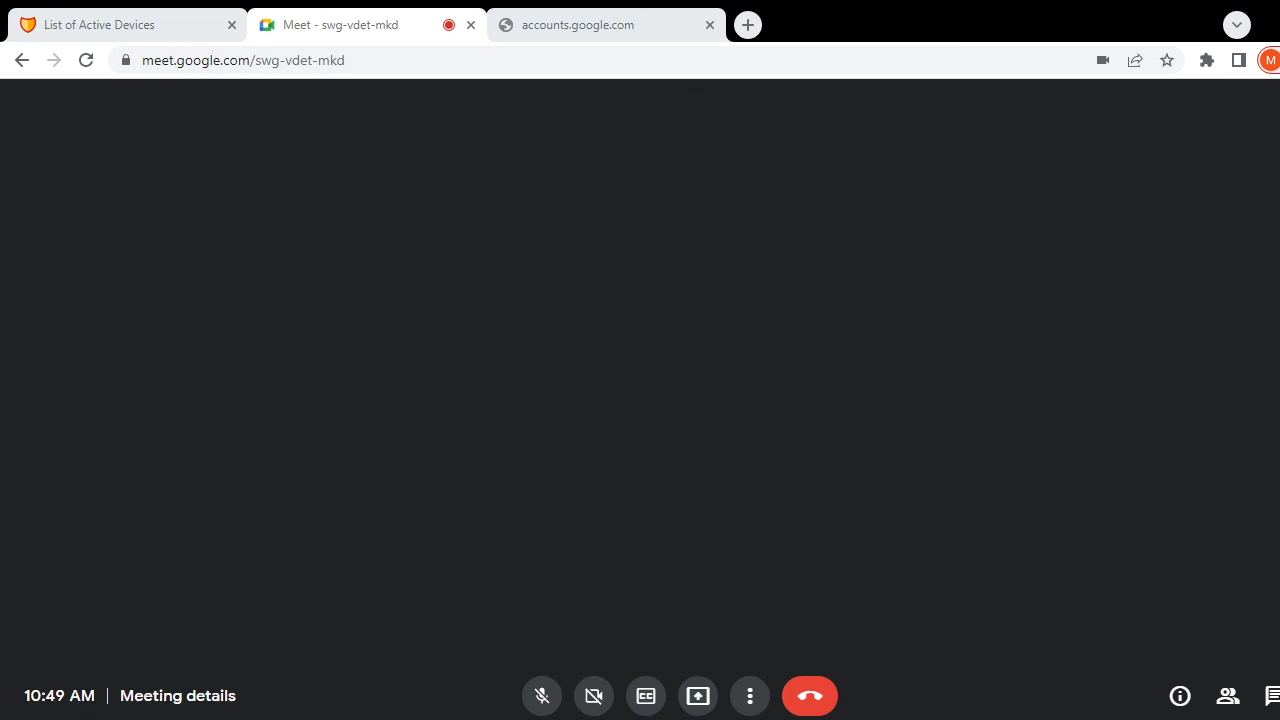 List of Active Devices
Meet - swg-vdet-mkd
accounts.google.com
meet.google.com/swg-vdet-mkd
M
10:49 AM
Meeting details
CC